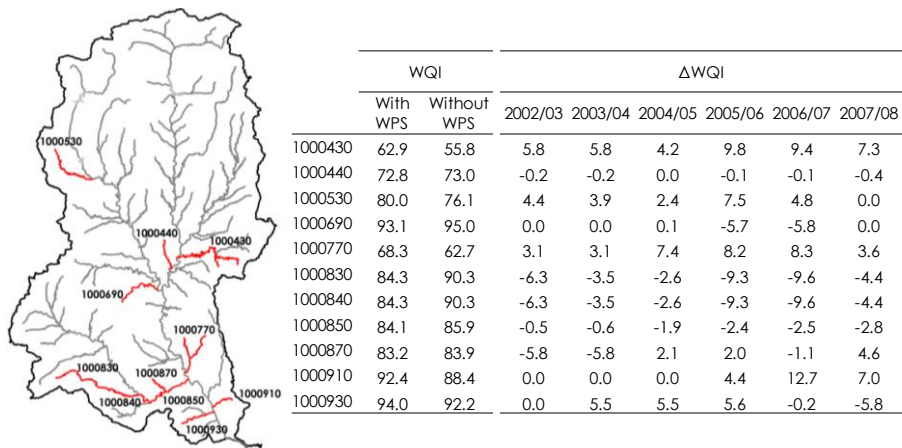 1000530
1000440
1000430
1000690
1000770
1000830
1000870
1000840
1000850
1000910
1000930
WQI ΔWQI
With WPS Without WPS 2002/03 2003/04 2004/05 2005/06 2006/07 2007/08
1000430 62.9 55.8 5.8 5.8 4.2 9.8 9.4 7.3
1000440 72.8 73.0 -0.2 -0.2 0.0 -0.1 -0.1 -0.4
1000530 80.0 76.1 4.4 3.9 2.4 7.5 4.8 0.0
1000690 93.1 95.0 0.0 0.0 0.1 -5.7 -5.8 0.0
1000770 68.3 62.7 3.1 3.1 7.4 8.2 8.3 3.6
1000830 84.3 90.3 -6.3 -3.5 -2.6 -9.3 -9.6 -4.4
1000840 84.3 90.3 -6.3 -3.5 -2.6 -9.3 -9.6 -4.4
1000850 84.1 85.9 -0.5 -0.6 -1.9 -2.4 -2.5 -2.8
1000870 83.2 83.9 -5.8 -5.8 2.1 2.0 -1.1 4.6
1000910 92.4 88.4 0.0 0.0 0.0 4.4 12.7 7.0
1000930 94.0 92.2 0.0 5.5 5.5 5.6 -0.2 -5.8